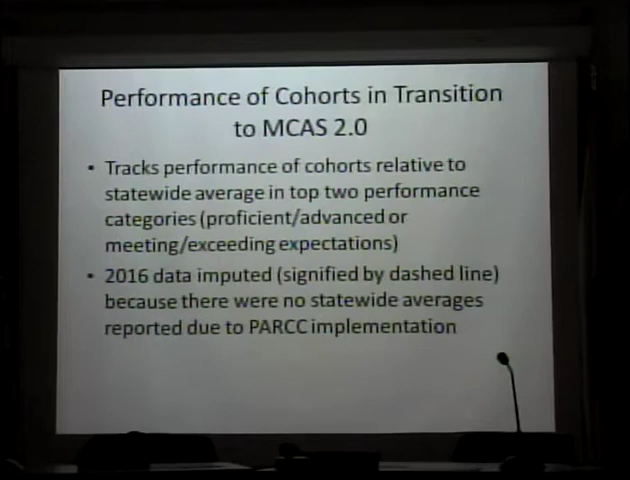 Performance of Cohorts in Transition
to MCAS 2.0
• Tracks performance of cohorts relative to
statewide average in top two performance
categories (proficient/advanced or
meeting/exceeding expectations)
• 2016 data imputed (signified by dashed line)
because there were no statewide averages
reported due to PARCC implementation